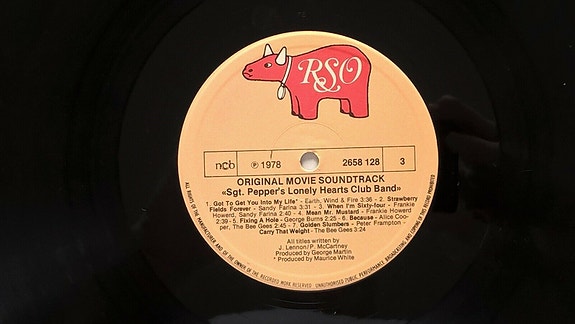 RSO
ncb ℗ 1978 2658 128 3
ORIGINAL MOVIE SOUNDTRACK
«Sgt. Pepper's Lonely Hearts Club Band»
1. Got To Get You Into My Life* - Earth, Wind & Fire 3:36 - 2. Strawberry
Fields Forever - Sandy Farina 3:31 - 3. When I'm Sixty-four - Frankie
Howerd, Sandy Farina 2:40 - 4. Mean Mr. Mustard - Frankie
Howerd 2:39 - 5. Fixing A Hole - George Burns 2:25 - 6. Because - Alice Coo-
per, The Bee Gees 2:45 - 7. Golden Slumbers - Peter Frampton -
Carry That Weight - The Bee Gees 3:24
All titles written by
J. Lennon/P. McCartney
Produced by George Martin
* Produced by Maurice White
ALL RIGHTS OF THE MANUFACTURER AND OF THE OWNER OF THE RECORDED WORK RESERVED UNAUTHORISED PUBLIC PERFORMANCE BROADCASTING AND COPYING OF THIS RECORD PROHIBITED